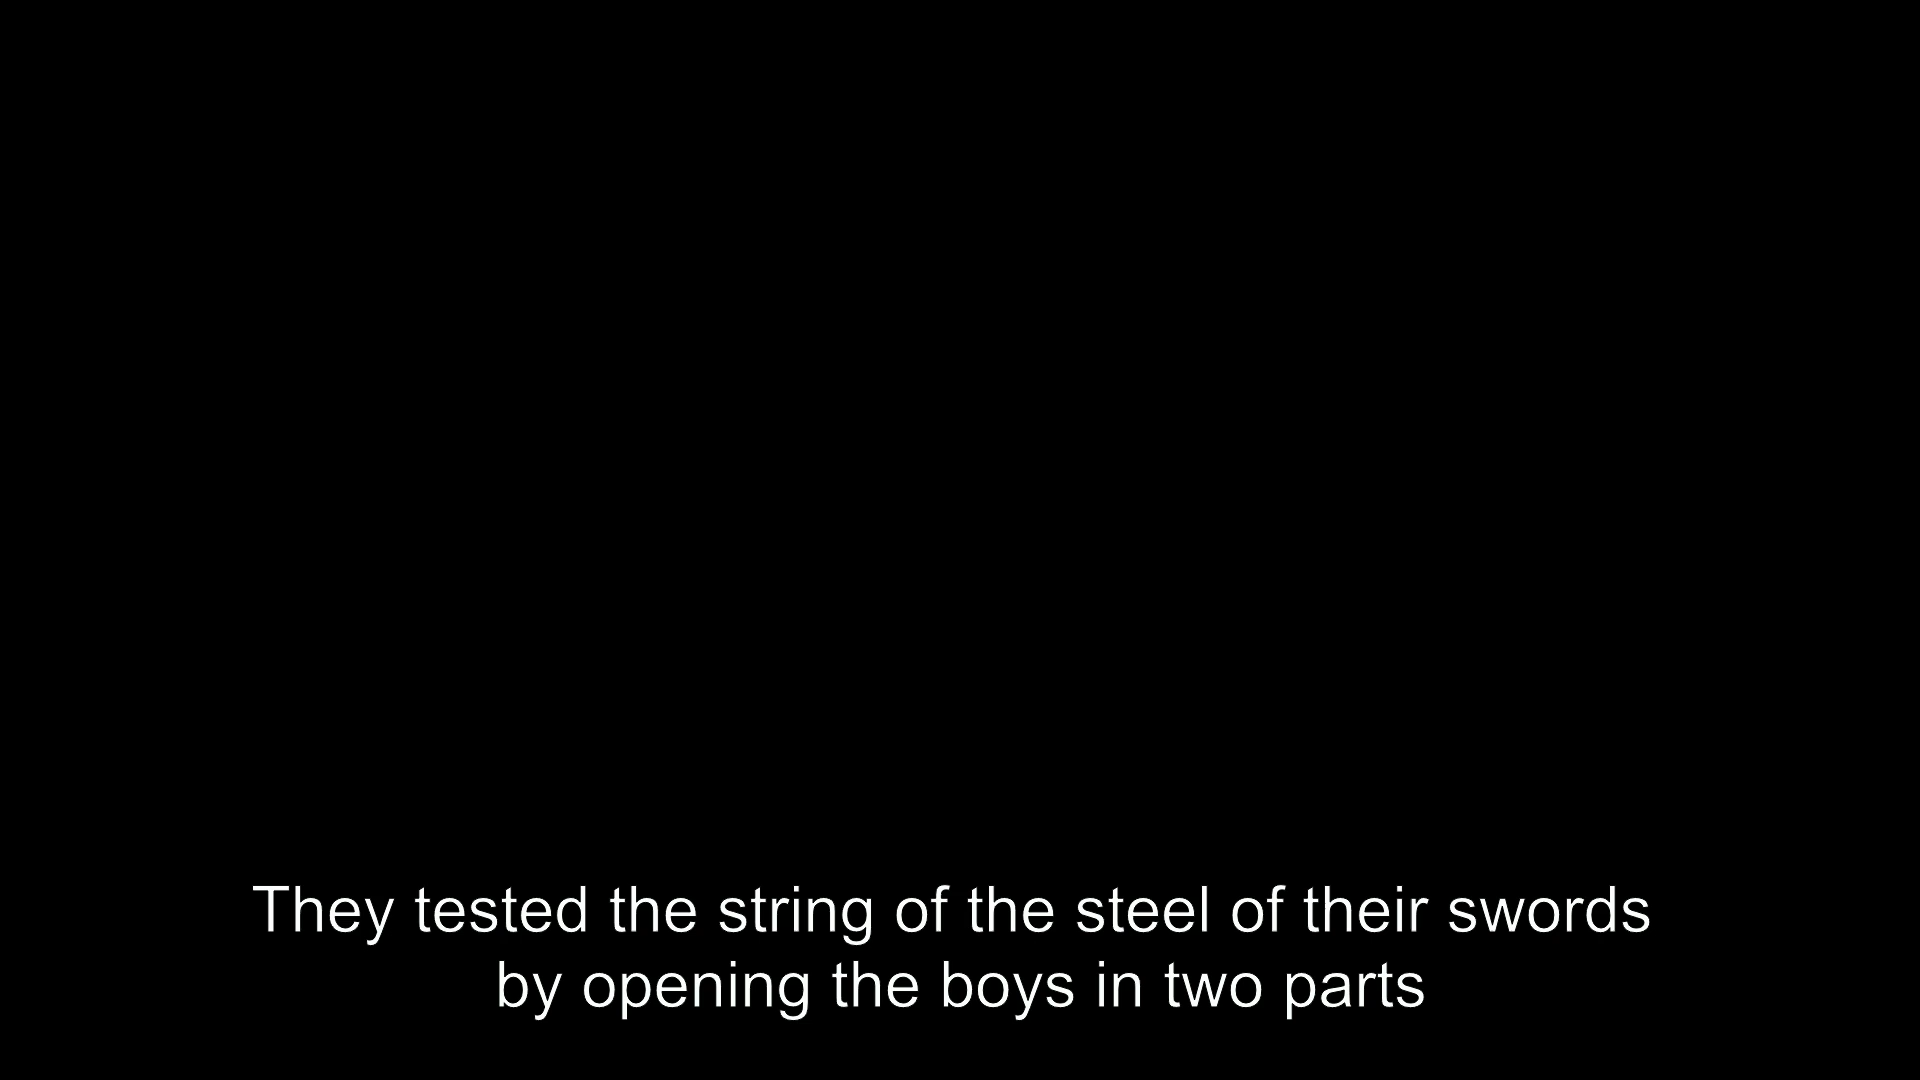 They tested the string of the steel of their swords
by opening the boys in two parts